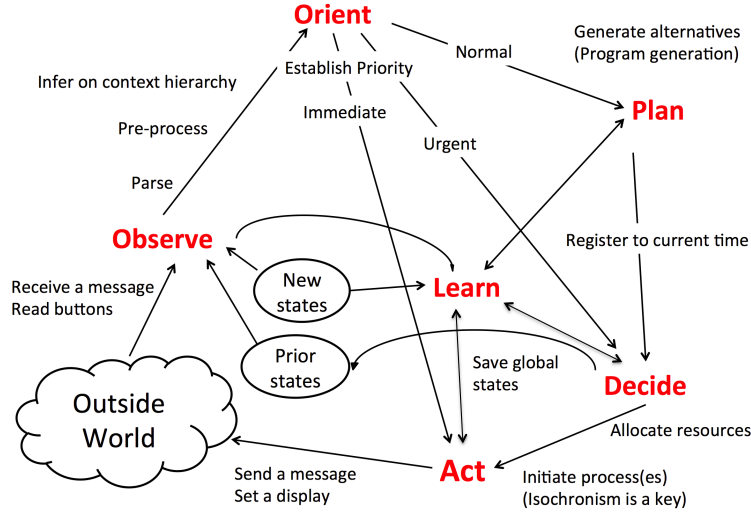 Orient
Generate alternatives
(Program generation)
Normal
Establish Priority
Infer on context hierarchy
Immediate
Plan
Pre-process
Urgent
Parse
Observe
Register to current time
New
states
Receive a message
Read buttons
Learn
Prior
states
Save global
states
Decide
Outside
World
Allocate resources
Act
Send a message
Set a display
Initiate process(es)
(Isochronism is a key)